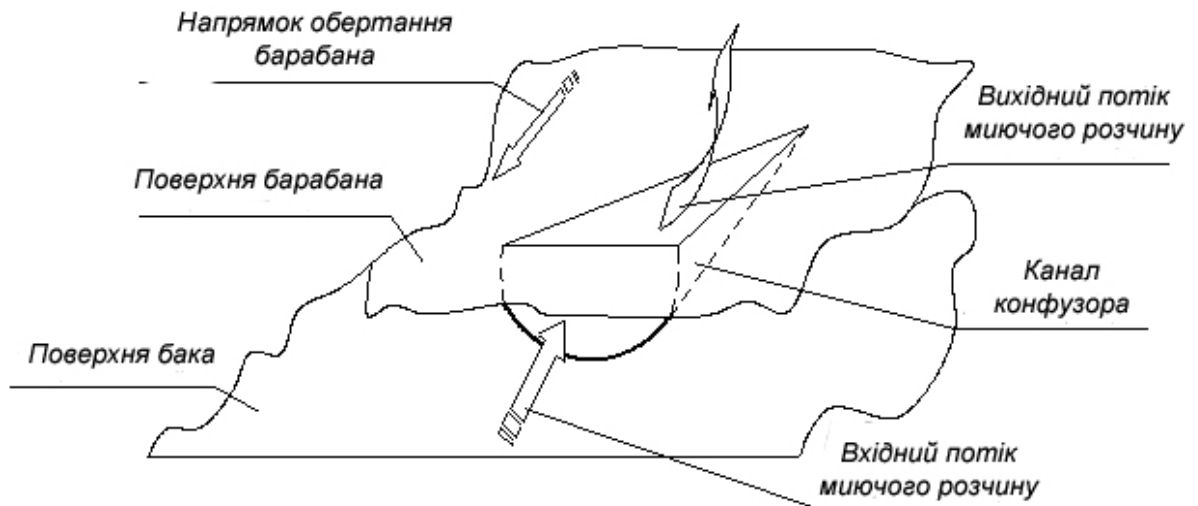 Напрямок обертання
барабана
Вихідний потік
миючого розчину
Поверхня барабана
Канал
конфузора
Поверхня бака
Вхідний потік
миючого розчину